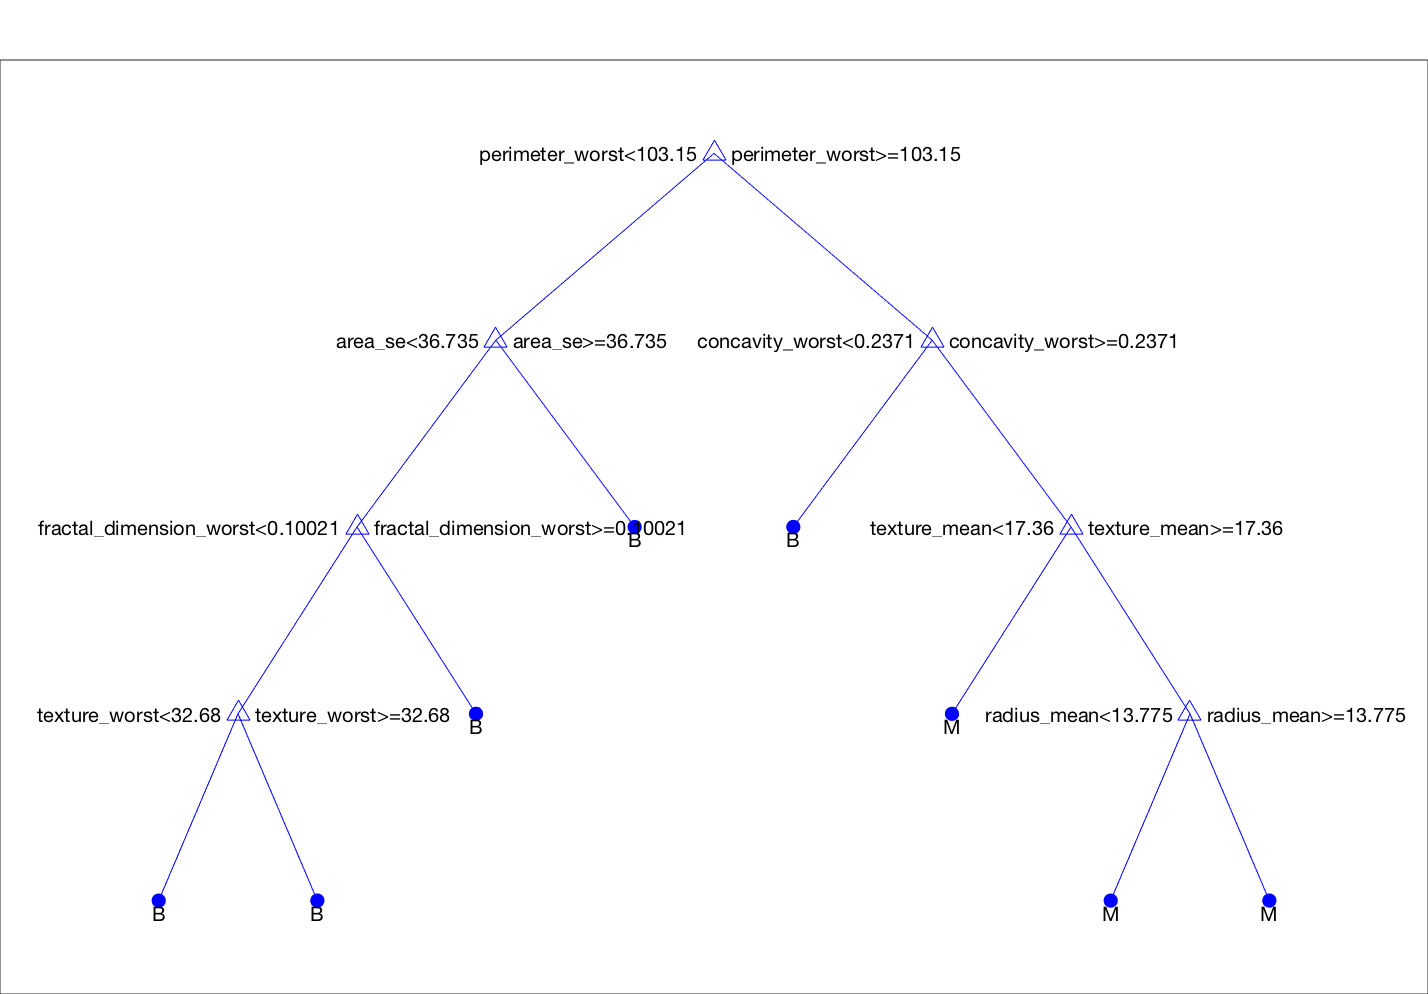 perimeter_worst<103.15 perimeter_worst>=103.15
area_se<36.735 area_se>=36.735 concavity_worst<0.2371 concavity_worst>=0.2371
fractal_dimension_worst<0.10021 fractal_dimension_worst>=0.10021 texture_mean<17.36 texture_mean>=17.36
B B
texture_worst<32.68 texture_worst>=32.68 radius_mean<13.775 radius_mean>=13.775
B M
B B M M